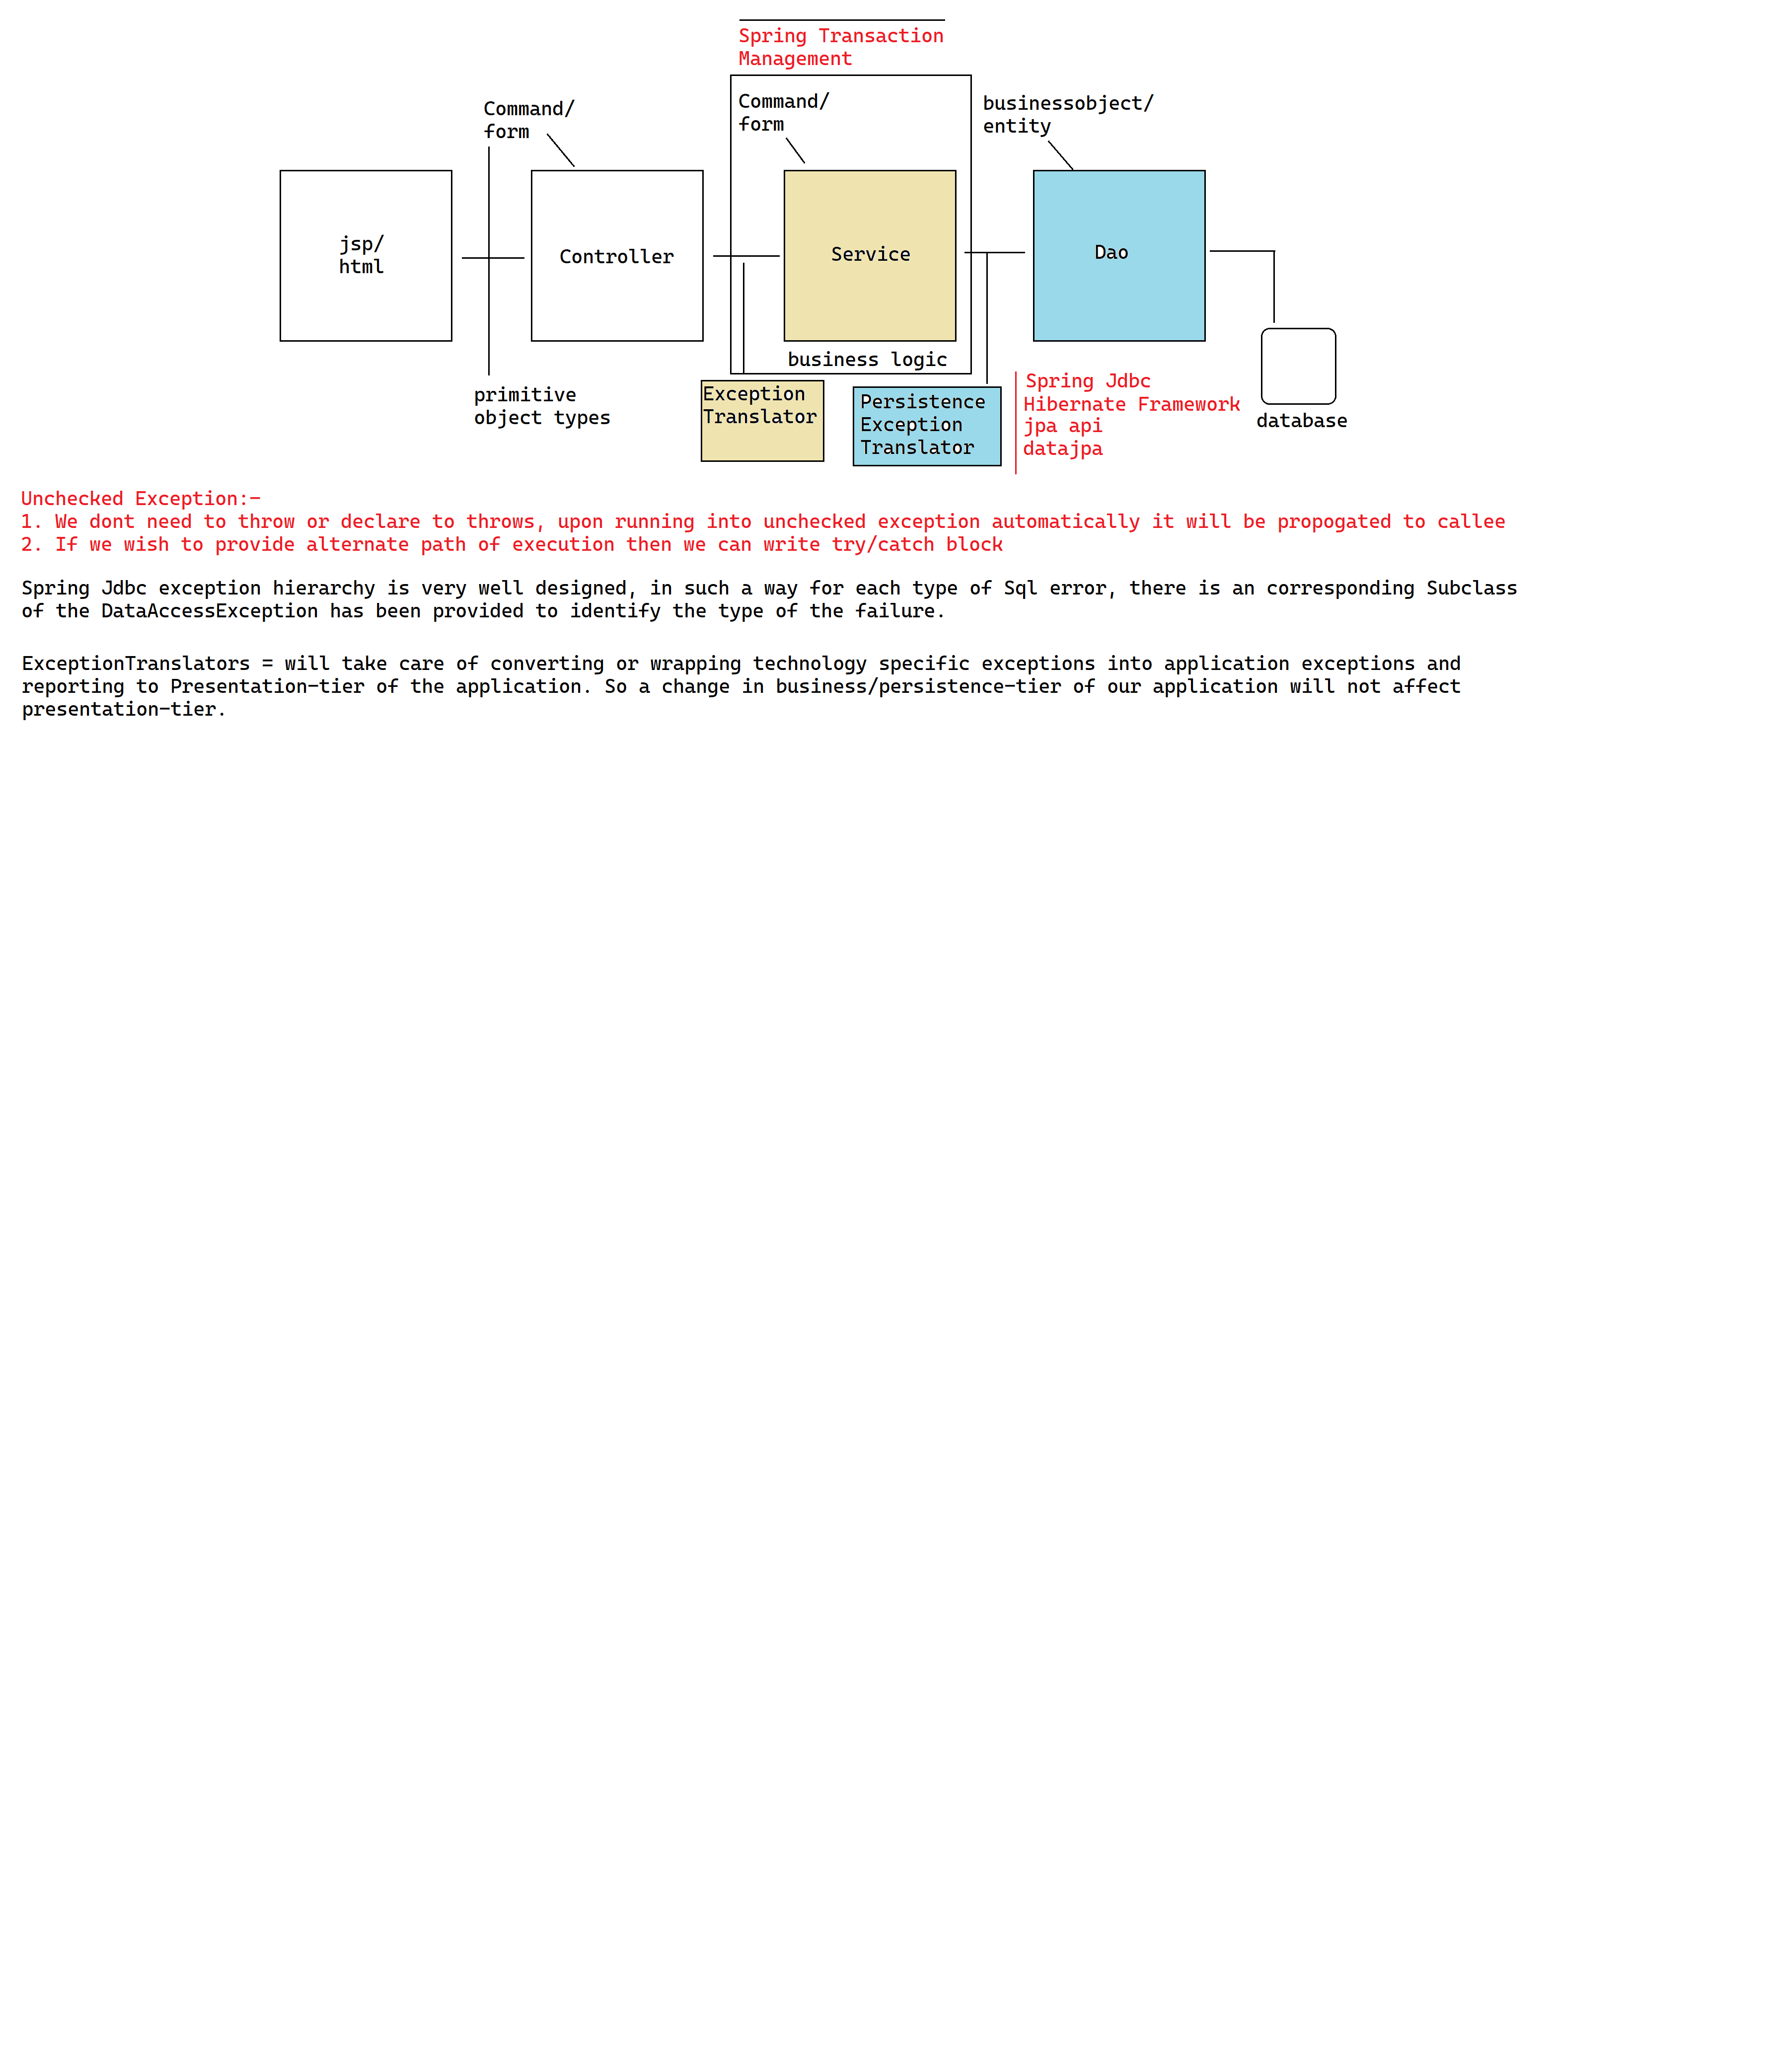 Spring Transaction
Management
Command/
form
Command/
form
businessobject/
entity
jsp/
html
Controller
Service
Dao
business logic
primitive
object types
Exception
Translator
Persistence
Exception
Translator
Spring Jdbc
Hibernate Framework
jpa api
datajpa
database
Unchecked Exception:-
1. We dont need to throw or declare to throws, upon running into unchecked exception automatically it will be propogated to callee
2. If we wish to provide alternate path of execution then we can write try/catch block
Spring Jdbc exception hierarchy is very well designed, in such a way for each type of Sql error, there is an corresponding Subclass
of the DataAccessException has been provided to identify the type of the failure.
ExceptionTranslators = will take care of converting or wrapping technology specific exceptions into application exceptions and
reporting to Presentation-tier of the application. So a change in business/persistence-tier of our application will not affect
presentation-tier.